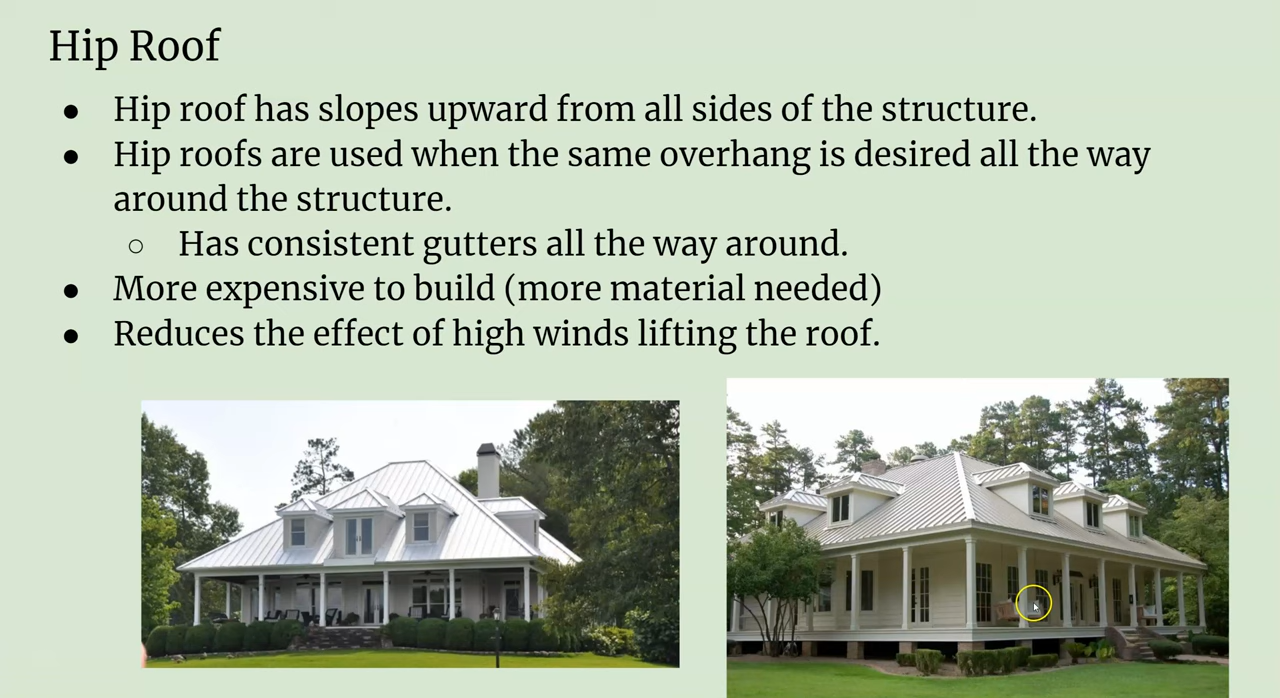 Hip Roof
● Hip roof has slopes upward from all sides of the structure.
● Hip roofs are used when the same overhang is desired all the way
around the structure.
○ Has consistent gutters all the way around.
● More expensive to build (more material needed)
● Reduces the effect of high winds lifting the roof.